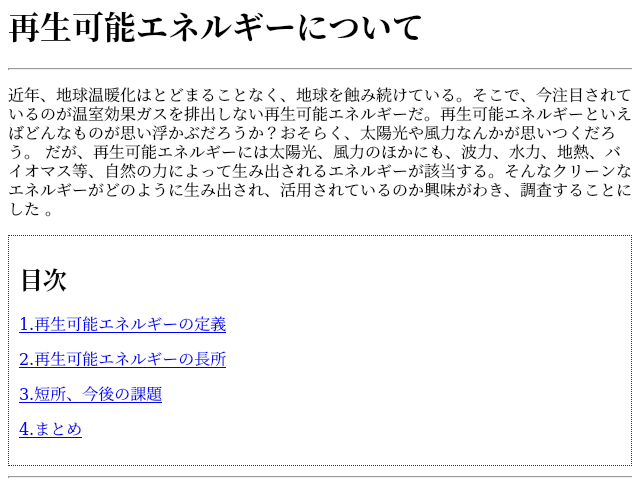 再生可能エネルギーについて
近年、地球温暖化はとどまることなく、地球を蝕み続けている。そこで、今注目されて
いるのが温室効果ガスを排出しない再生可能エネルギーだ。再生可能エネルギーといえ
ばどんなものが思い浮かぶだろうか？おそらく、太陽光や風力なんかが思いつくだろ
う。 だが、再生可能エネルギーには太陽光、風力のほかにも、波力、水力、地熱、バ
イオマス等、自然の力によって生み出されるエネルギーが該当する。そんなクリーンな
エネルギーがどのように生み出され、活用されているのか興味がわき、調査することに
した 。
目次
1.再生可能エネルギーの定義
2.再生可能エネルギーの長所
3.短所、今後の課題
4.まとめ